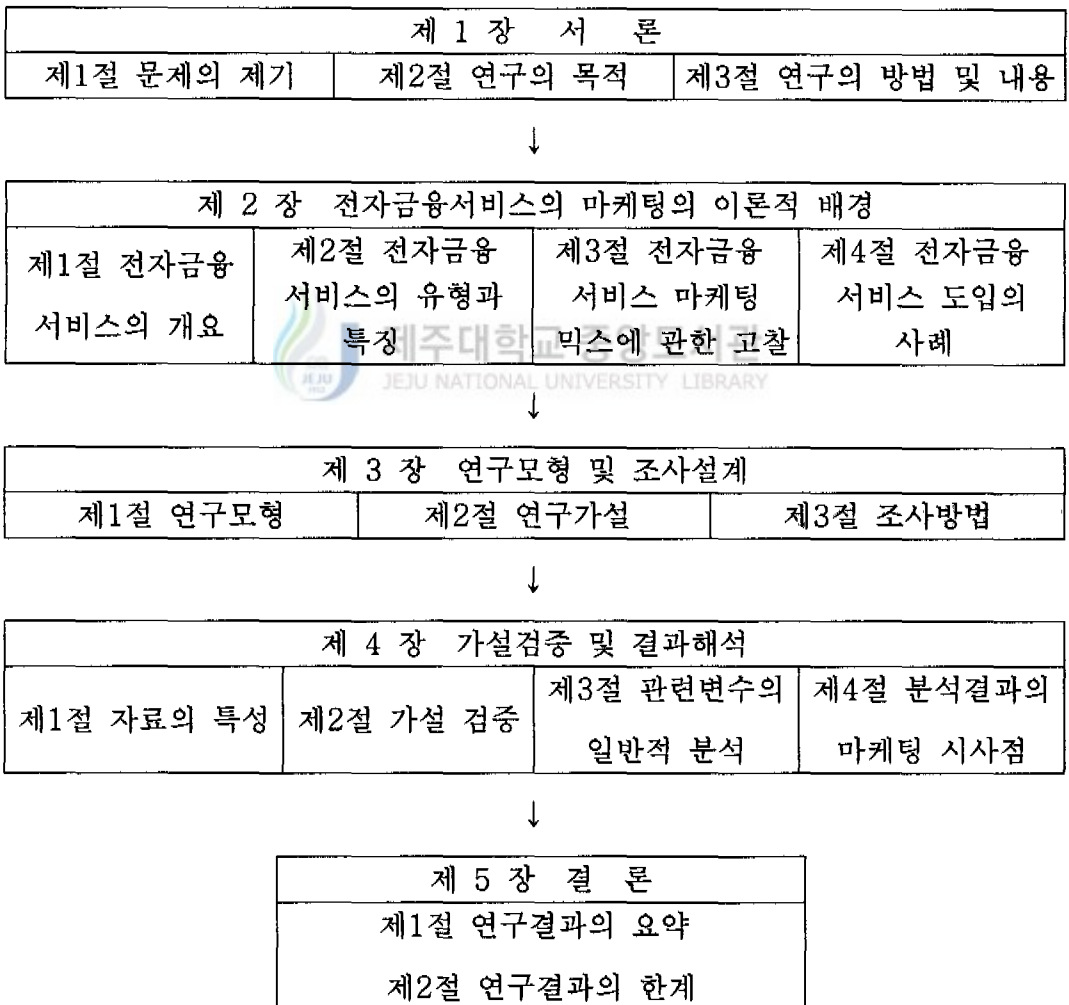 제 1 장 서 론
제1절 문제의 제기 제2절 연구의 목적 제3절 연구의 방법 및 내용
↓
제 2 장 전자금융서비스의 마케팅의 이론적 배경
제1절 전자금융
서비스의 개요
제2절 전자금융
서비스의 유형과
특징
제3절 전자금융
서비스 마케팅
믹스에 관한 고찰
제4절 전자금융
서비스 도입의
사례
제주대학교 중앙도서관
JEJU NATIONAL UNIVERSITY LIBRARY
JEJU
↓
제 3 장 연구모형 및 조사설계
제1절 연구모형 제2절 연구가설 제3절 조사방법
↓
제 4 장 가설검증 및 결과해석
제1절 자료의 특성
제2절 가설 검증
제3절 관련변수의
일반적 분석
제4절 분석결과의
마케팅 시사점
↓
제 5 장 결 론
제1절 연구결과의 요약
제2절 연구결과의 한계